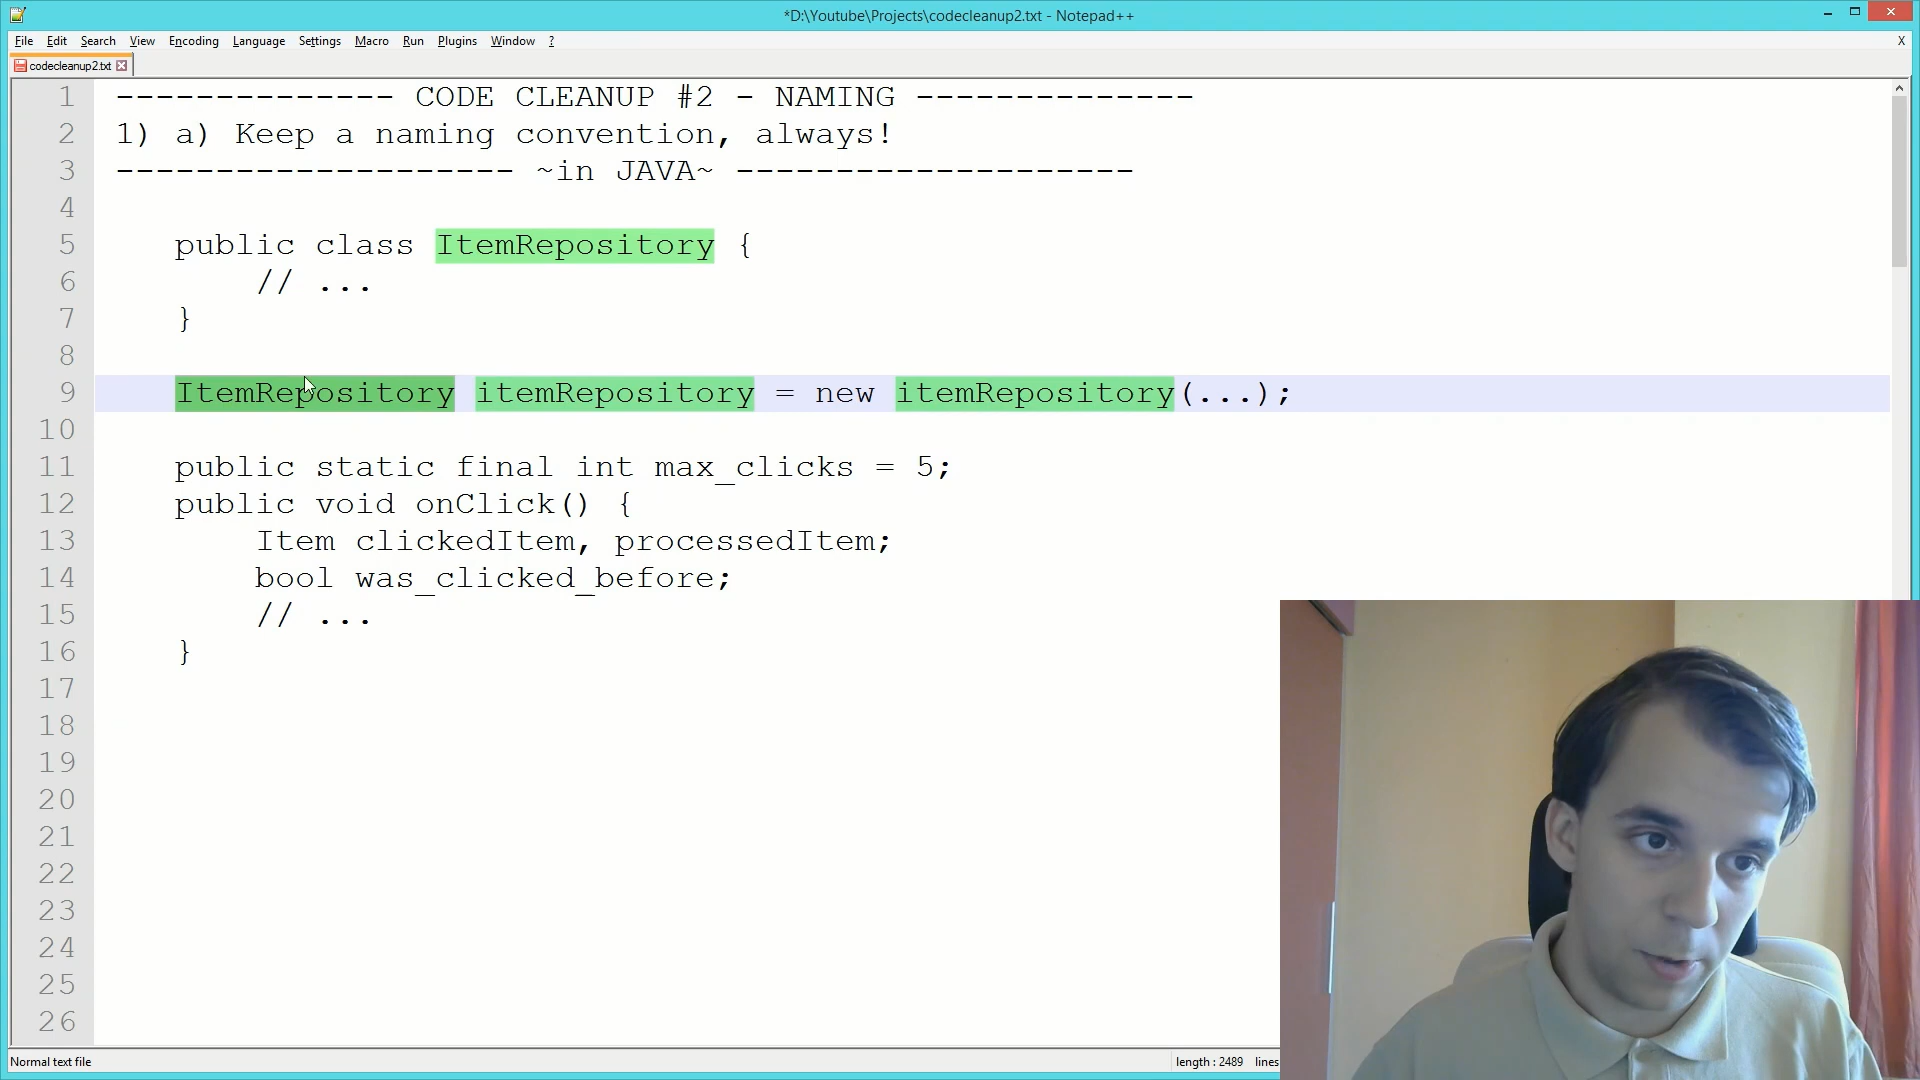 *D:\Youtube\Projects\codecleanup2.txt - Notepad++
File Edit Search View Encoding Language Settings Macro Run Plugins Window ? X
codecleanup2.txt
1 -------------- CODE CLEANUP #2 - NAMING --------------
2 1) a) Keep a naming convention, always!
3 -------------------- ~in JAVA~ --------------------
4
5 public class ItemRepository {
6 // ...
7 }
8
9 ItemRepository itemRepository = new itemRepository(...);
10
11 public static final int max_clicks = 5;
12 public void onClick() {
13 Item clickedItem, processedItem;
14 bool was_clicked_before;
15 // ...
16 }
17
18
19
20
21
22
23
24
25
26
Normal text file length : 2489 lines